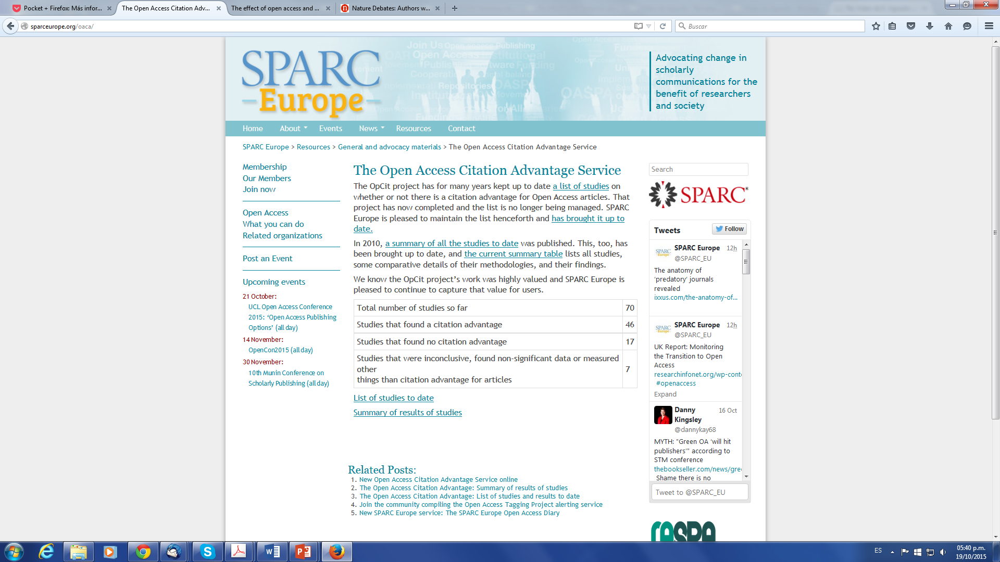 Pocket + Firefox: Más infor...
The Open Access Citation Adv...
The effect of open access and ...
Nature Debates: Authors w...
sparceurope.org/oaca/
Buscar
SPARC
Europe
Advocating change in
scholarly
communications for the
benefit of researchers
and society
Home About Events News Resources Contact
SPARC Europe > Resources > General and advocacy materials > The Open Access Citation Advantage Service
Membership
Our Members
Join now
Open Access
What you can do
Related organizations
Post an Event
Upcoming events
21 October:
UCL Open Access Conference
2015: ‘Open Access Publishing
Options’ (all day)
14 November:
OpenCon2015 (all day)
30 November:
10th Munin Conference on
Scholarly Publishing (all day)
The Open Access Citation Advantage Service
The OpCit project has for many years kept up to date a list of studies on
whether or not there is a citation advantage for Open Access articles. That
project has now completed and the list is no longer being managed. SPARC
Europe is pleased to maintain the list henceforth and has brought it up to
date.
In 2010, a summary of all the studies to date was published. This, too, has
been brought up to date, and the current summary table lists all studies,
some comparative details of their methodologies, and their findings.
We know the OpCit project’s work was highly valued and SPARC Europe is
pleased to continue to capture that value for users.
Total number of studies so far 70
Studies that found a citation advantage 46
Studies that found no citation advantage 17
Studies that were inconclusive, found non-significant data or measured
other
things than citation advantage for articles 7
List of studies to date
Summary of results of studies
Related Posts:
1. New Open Access Citation Advantage Service online
2. The Open Access Citation Advantage: Summary of results of studies
3. The Open Access Citation Advantage: List of studies and results to date
4. Join the community compiling the Open Access Tagging Project alerting service
5. New SPARC Europe service: The SPARC Europe Open Access Diary
Search
SPARC
Tweets Follow
SPARC Europe 12h
@SPARC_EU
The anatomy of
‘predatory’ journals
revealed
ixxus.com/the-anatomy-of...
SPARC Europe 12h
@SPARC_EU
UK Report: Monitoring
the Transition to Open
Access
researchinfonet.org/wp-cont
#openaccess
Expand
Danny 16 Oct
Kingsley
@dannykay68
MYTH: "Green OA ‘will hit
publishers’" according to
STM conference
thebookseller.com/news/gre
Shame there is no
Tweet to @SPARC_EU
ES
05:40 p.m.
19/10/2015